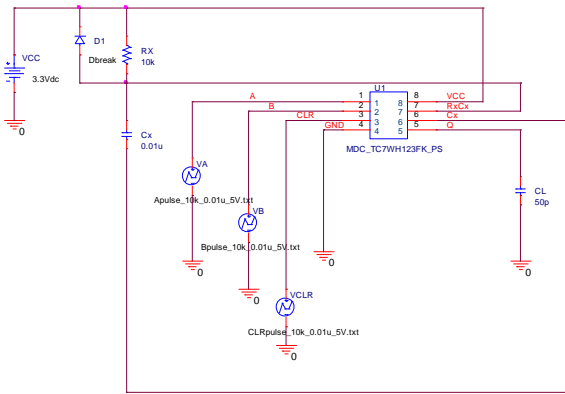 D1
Dbreak
RX
10k
VCC
3.3Vdc
0
Cx
0.01u
U1
A
1
1
8
8
VCC
B
2
2
7
7
RxCx
CLR
3
3
6
6
Cx
GND
4
4
5
5
Q
MDC_TC7WH123FK_PS
VA
Apulse_10k_0.01u_5V.txt
0
VB
Bpulse_10k_0.01u_5V.txt
0
CL
50p
0
0
VCLR
CLRpulse_10k_0.01u_5V.txt
0